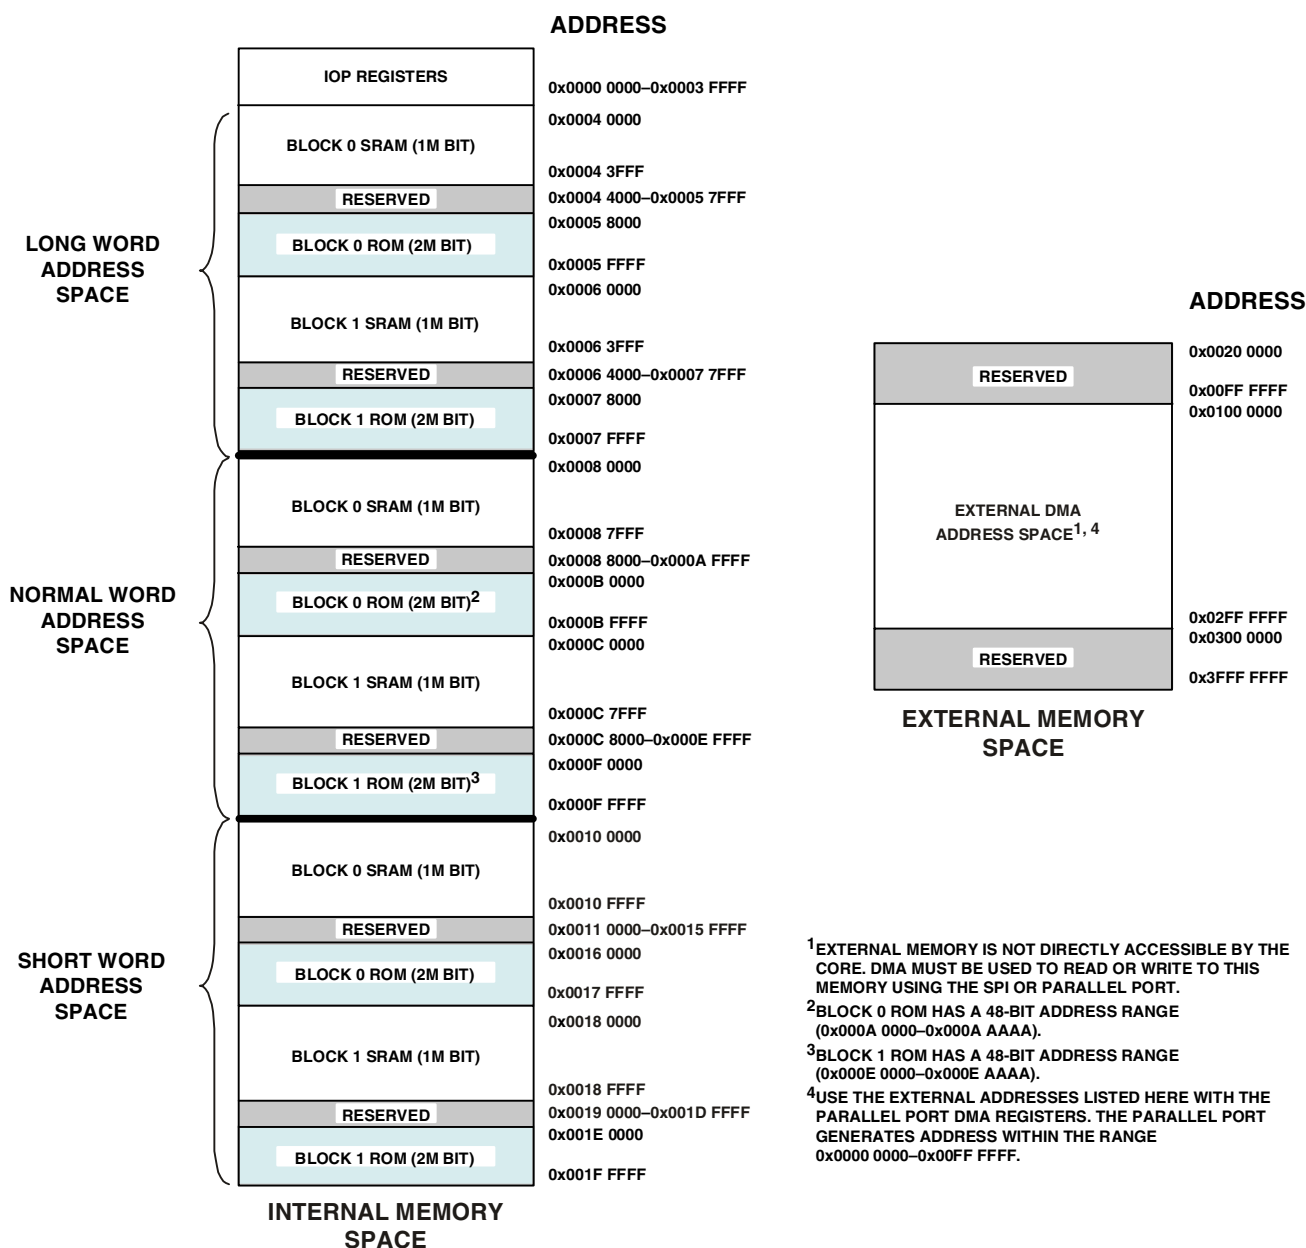 ADDRESS
IOP REGISTERS
0x0000 0000–0x0003 FFFF
0x0004 0000
BLOCK 0 SRAM (1M BIT)
0x0004 3FFF
RESERVED
0x0004 4000–0x0005 7FFF
0x0005 8000
LONG WORD
ADDRESS
SPACE
BLOCK 0 ROM (2M BIT)
0x0005 FFFF
0x0006 0000
BLOCK 1 SRAM (1M BIT)
0x0006 3FFF
RESERVED
0x0006 4000–0x0007 7FFF
0x0007 8000
BLOCK 1 ROM (2M BIT)
0x0007 FFFF
0x0008 0000
BLOCK 0 SRAM (1M BIT)
0x0008 7FFF
RESERVED
0x0008 8000–0x000A FFFF
0x000B 0000
NORMAL WORD
ADDRESS
SPACE
BLOCK 0 ROM (2M BIT)2
0x000B FFFF
0x000C 0000
BLOCK 1 SRAM (1M BIT)
0x000C 7FFF
RESERVED
0x000C 8000–0x000E FFFF
0x000F 0000
BLOCK 1 ROM (2M BIT)3
0x000F FFFF
0x0010 0000
BLOCK 0 SRAM (1M BIT)
0x0010 FFFF
RESERVED
0x0011 0000–0x0015 FFFF
0x0016 0000
SHORT WORD
ADDRESS
SPACE
BLOCK 0 ROM (2M BIT)
0x0017 FFFF
0x0018 0000
BLOCK 1 SRAM (1M BIT)
0x0018 FFFF
RESERVED
0x0019 0000–0x001D FFFF
0x001E 0000
BLOCK 1 ROM (2M BIT)
0x001F FFFF
INTERNAL MEMORY
SPACE
ADDRESS
0x0020 0000
RESERVED
0x00FF FFFF
0x0100 0000
EXTERNAL DMA
ADDRESS SPACE1, 4
0x02FF FFFF
0x0300 0000
RESERVED
0x3FFF FFFF
EXTERNAL MEMORY
SPACE
1EXTERNAL MEMORY IS NOT DIRECTLY ACCESSIBLE BY THE
CORE. DMA MUST BE USED TO READ OR WRITE TO THIS
MEMORY USING THE SPI OR PARALLEL PORT.
2BLOCK 0 ROM HAS A 48-BIT ADDRESS RANGE
(0x000A 0000–0x000A AAAA).
3BLOCK 1 ROM HAS A 48-BIT ADDRESS RANGE
(0x000E 0000–0x000E AAAA).
4USE THE EXTERNAL ADDRESSES LISTED HERE WITH THE
PARALLEL PORT DMA REGISTERS. THE PARALLEL PORT
GENERATES ADDRESS WITHIN THE RANGE
0x0000 0000–0x00FF FFFF.